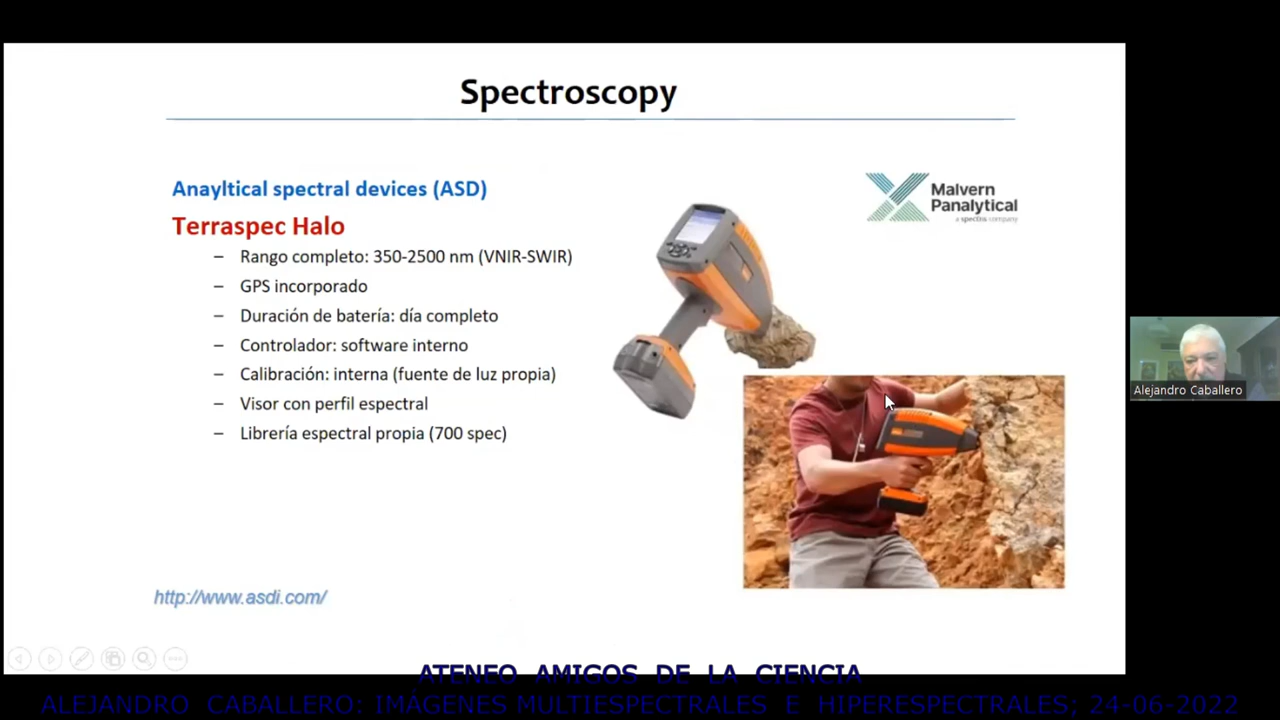 Spectroscopy
Anayltical spectral devices (ASD)
Terraspec Halo
– Rango completo: 350-2500 nm (VNIR-SWIR)
– GPS incorporado
– Duración de batería: día completo
– Controlador: software interno
– Calibración: interna (fuente de luz propia)
– Visor con perfil espectral
– Librería espectral propia (700 spec)
Malvern
Panalytical
a spectris company
http://www.asdi.com/
Alejandro Caballero
ATENEO AMIGOS DE LA CIENCIA
ALEJANDRO CABALLERO: IMÁGENES MULTIESPECTRALES E HIPERESPECTRALES; 24-06-2022